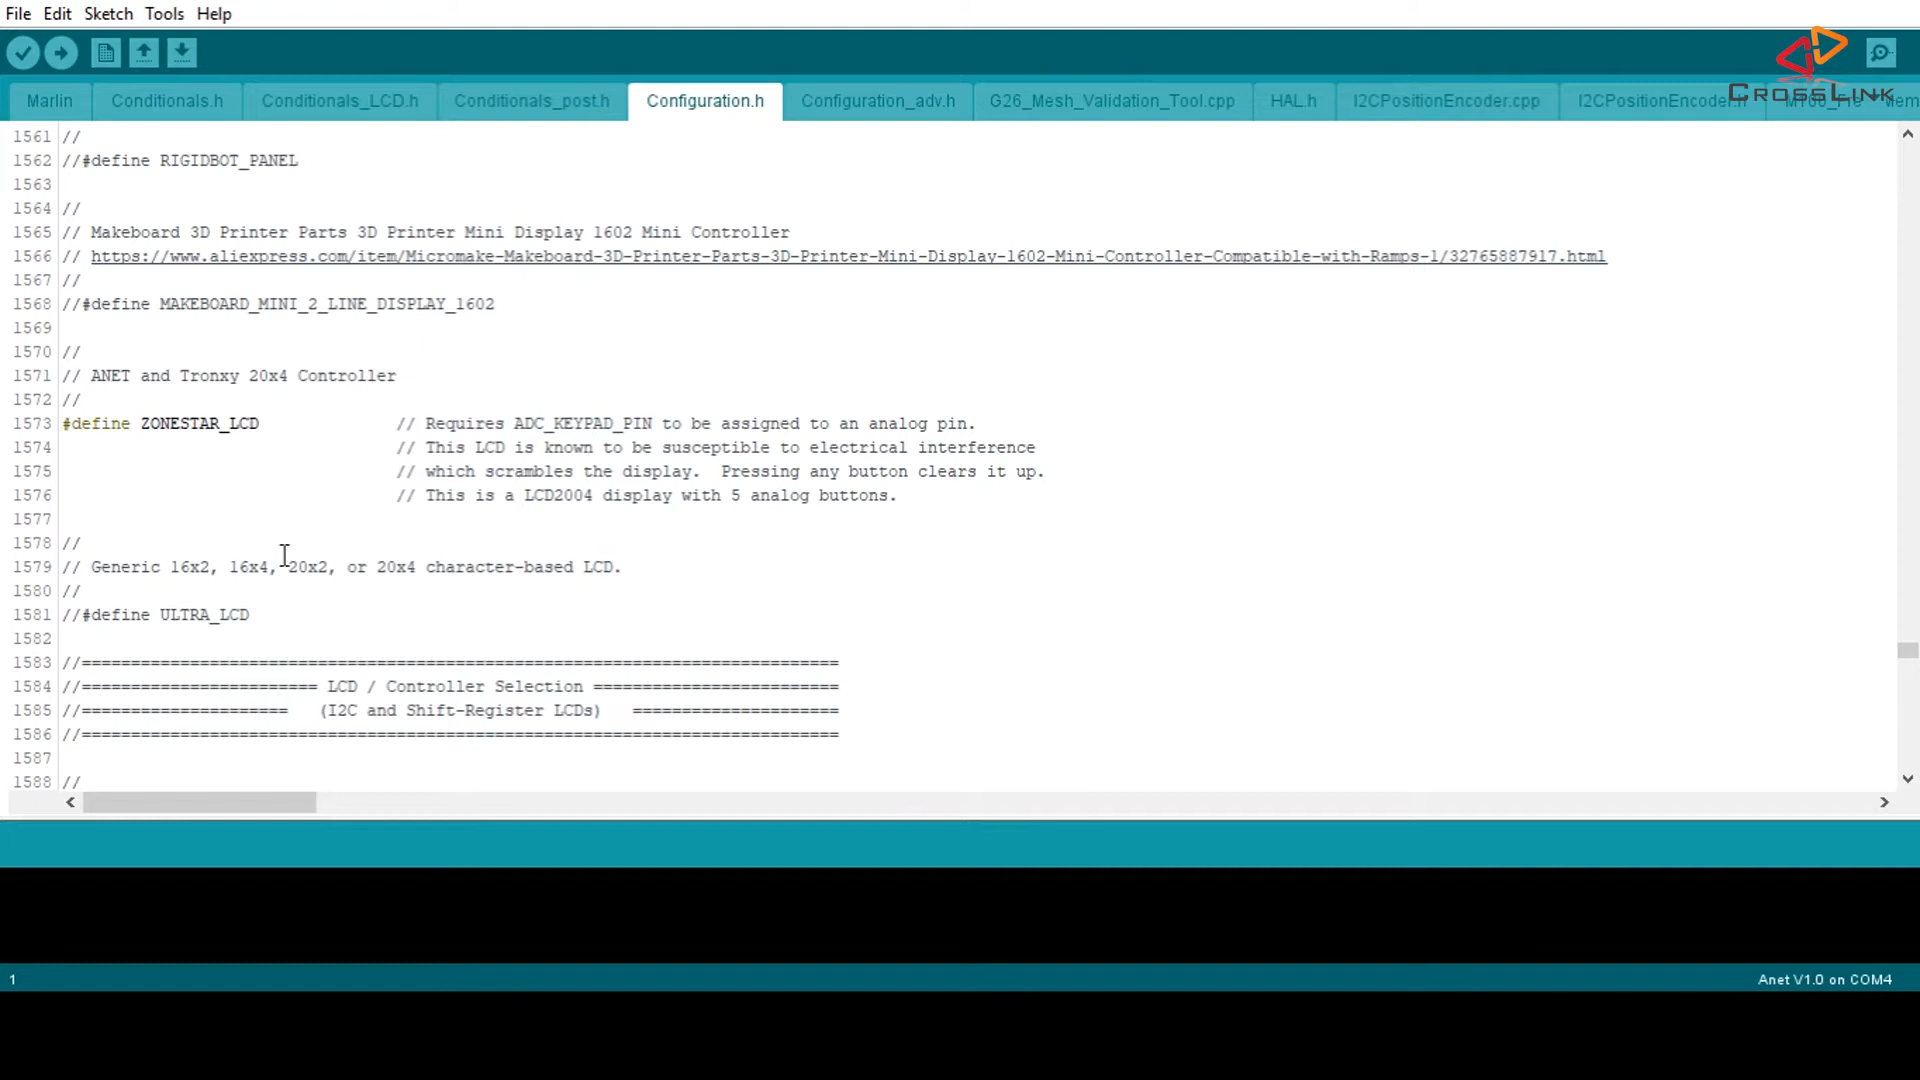 File Edit Sketch Tools Help
CROSSLINK
Marlin Conditionals.h Conditionals_LCD.h Conditionals_post.h Configuration.h Configuration_adv.h G26_Mesh_Validation_Tool.cpp HAL.h I2CPositionEncoder.cpp I2CPositionEncoder.h
1561 //
1562 //#define RIGIDBOT_PANEL
1563
1564 //
1565 // Makeboard 3D Printer Parts 3D Printer Mini Display 1602 Mini Controller
1566 // https://www.aliexpress.com/item/Micromake-Makeboard-3D-Printer-Parts-3D-Printer-Mini-Display-1602-Mini-Controller-Compatible-with-Ramps-1/32765887917.html
1567 //
1568 //#define MAKEBOARD_MINI_2_LINE_DISPLAY_1602
1569
1570 //
1571 // ANET and Tronxy 20x4 Controller
1572 //
1573 #define ZONESTAR_LCD // Requires ADC_KEYPAD_PIN to be assigned to an analog pin.
1574 // This LCD is known to be susceptible to electrical interference
1575 // which scrambles the display. Pressing any button clears it up.
1576 // This is a LCD2004 display with 5 analog buttons.
1577
1578 //
1579 // Generic 16x2, 16x4, 20x2, or 20x4 character-based LCD.
1580 //
1581 //#define ULTRA_LCD
1582
1583 //=============================================================================
1584 //======================== LCD / Controller Selection =========================
1585 //===================== (I2C and Shift-Register LCDs) =====================
1586 //=============================================================================
1587
1588 //
1 Anet V1.0 on COM4